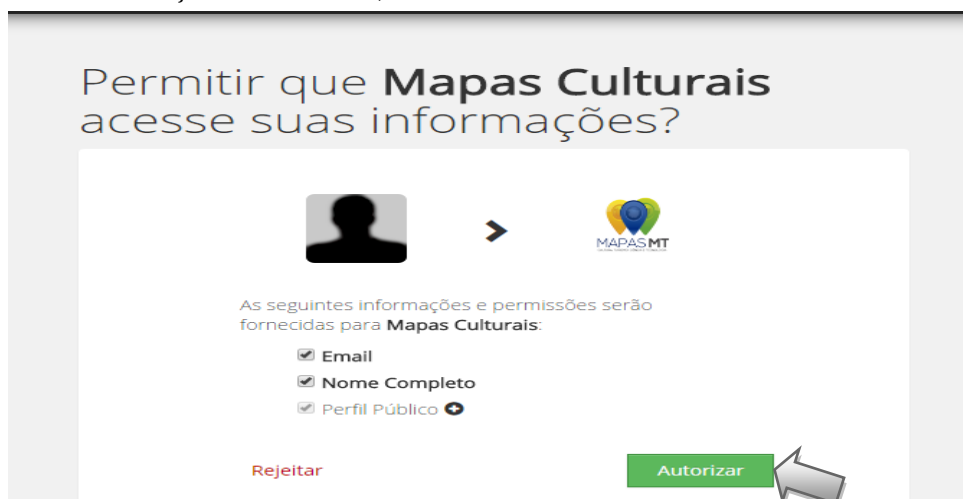 Permitir que Mapas Culturais
acesse suas informações?
MAPAS MT
As seguintes informações e permissões serão
fornecidas para Mapas Culturais:
Email
Nome Completo
Perfil Público
Rejeitar
Autorizar